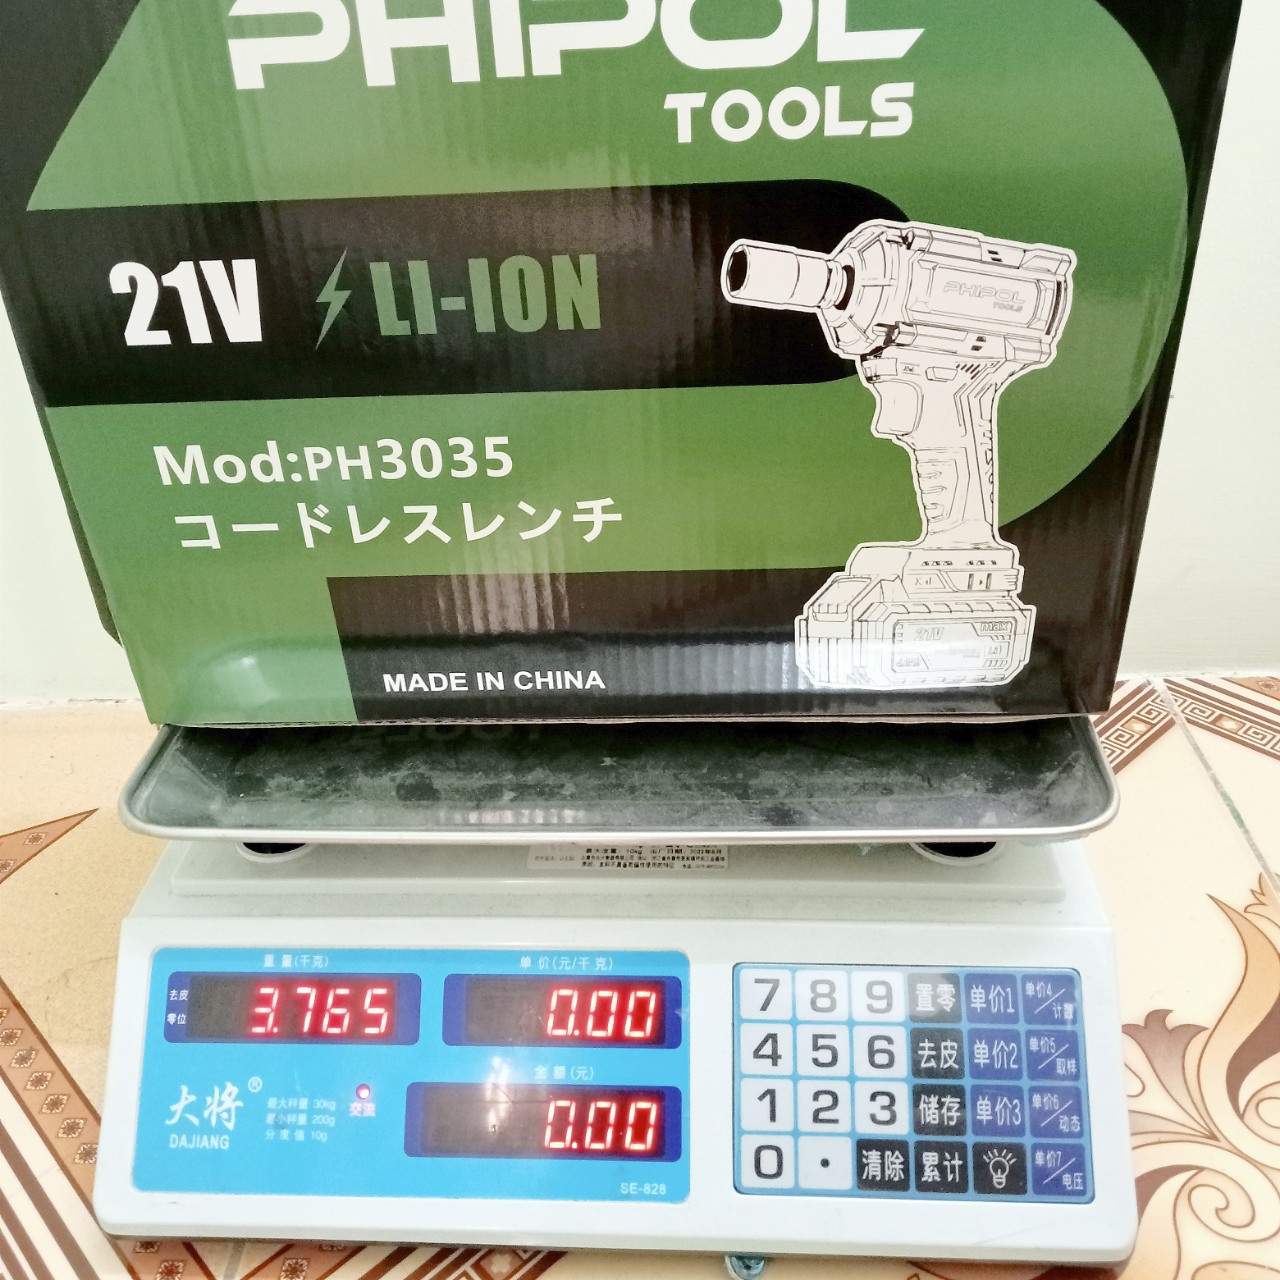 PHIPOL
TOOLS
21V LI-ION
PHIPOL
TOOLS
Mod:PH3035
コードレスレンチ
21V
max
MADE IN CHINA
重量(千克)
单价(元/千克)
去皮
零位
3.765
0.00
金额(元)
0.00
大将®
DAJIANG
最大秤量 30kg
最小秤量 200g
分度值 10g
交流
SE-828
7 8 9 置零 单价1 单价4/计数
4 5 6 去皮 单价2 单价5/取样
1 2 3 储存 单价3 单价6/动态
0 . 清除 累计 单价7/电压